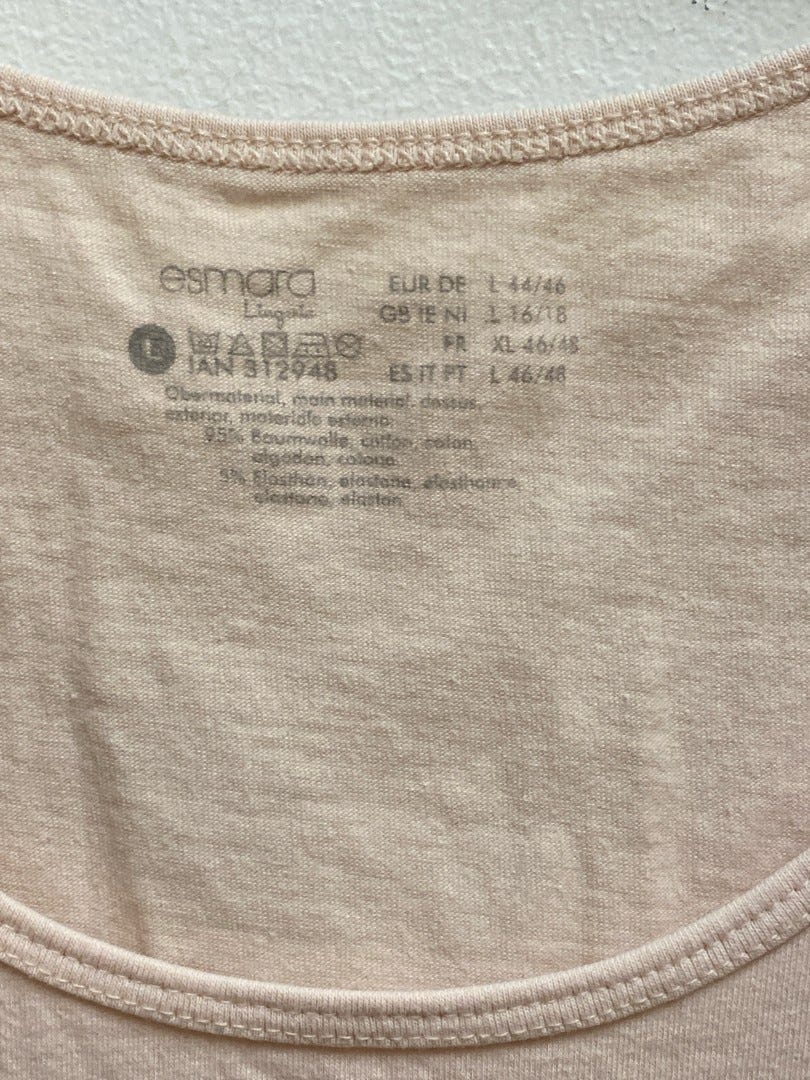 esmara
Lingerie
L
IAN 312948
EUR DE L 44/46
GB IE NI L 16/18
FR XL 46/48
ES IT PT L 46/48
Obermaterial, main material, dessus,
exterior, materiale esterno:
95% Baumwolle, cotton, coton,
algodón, cotone
5% Elasthan, elastane, élasthanne,
elastano, elastan